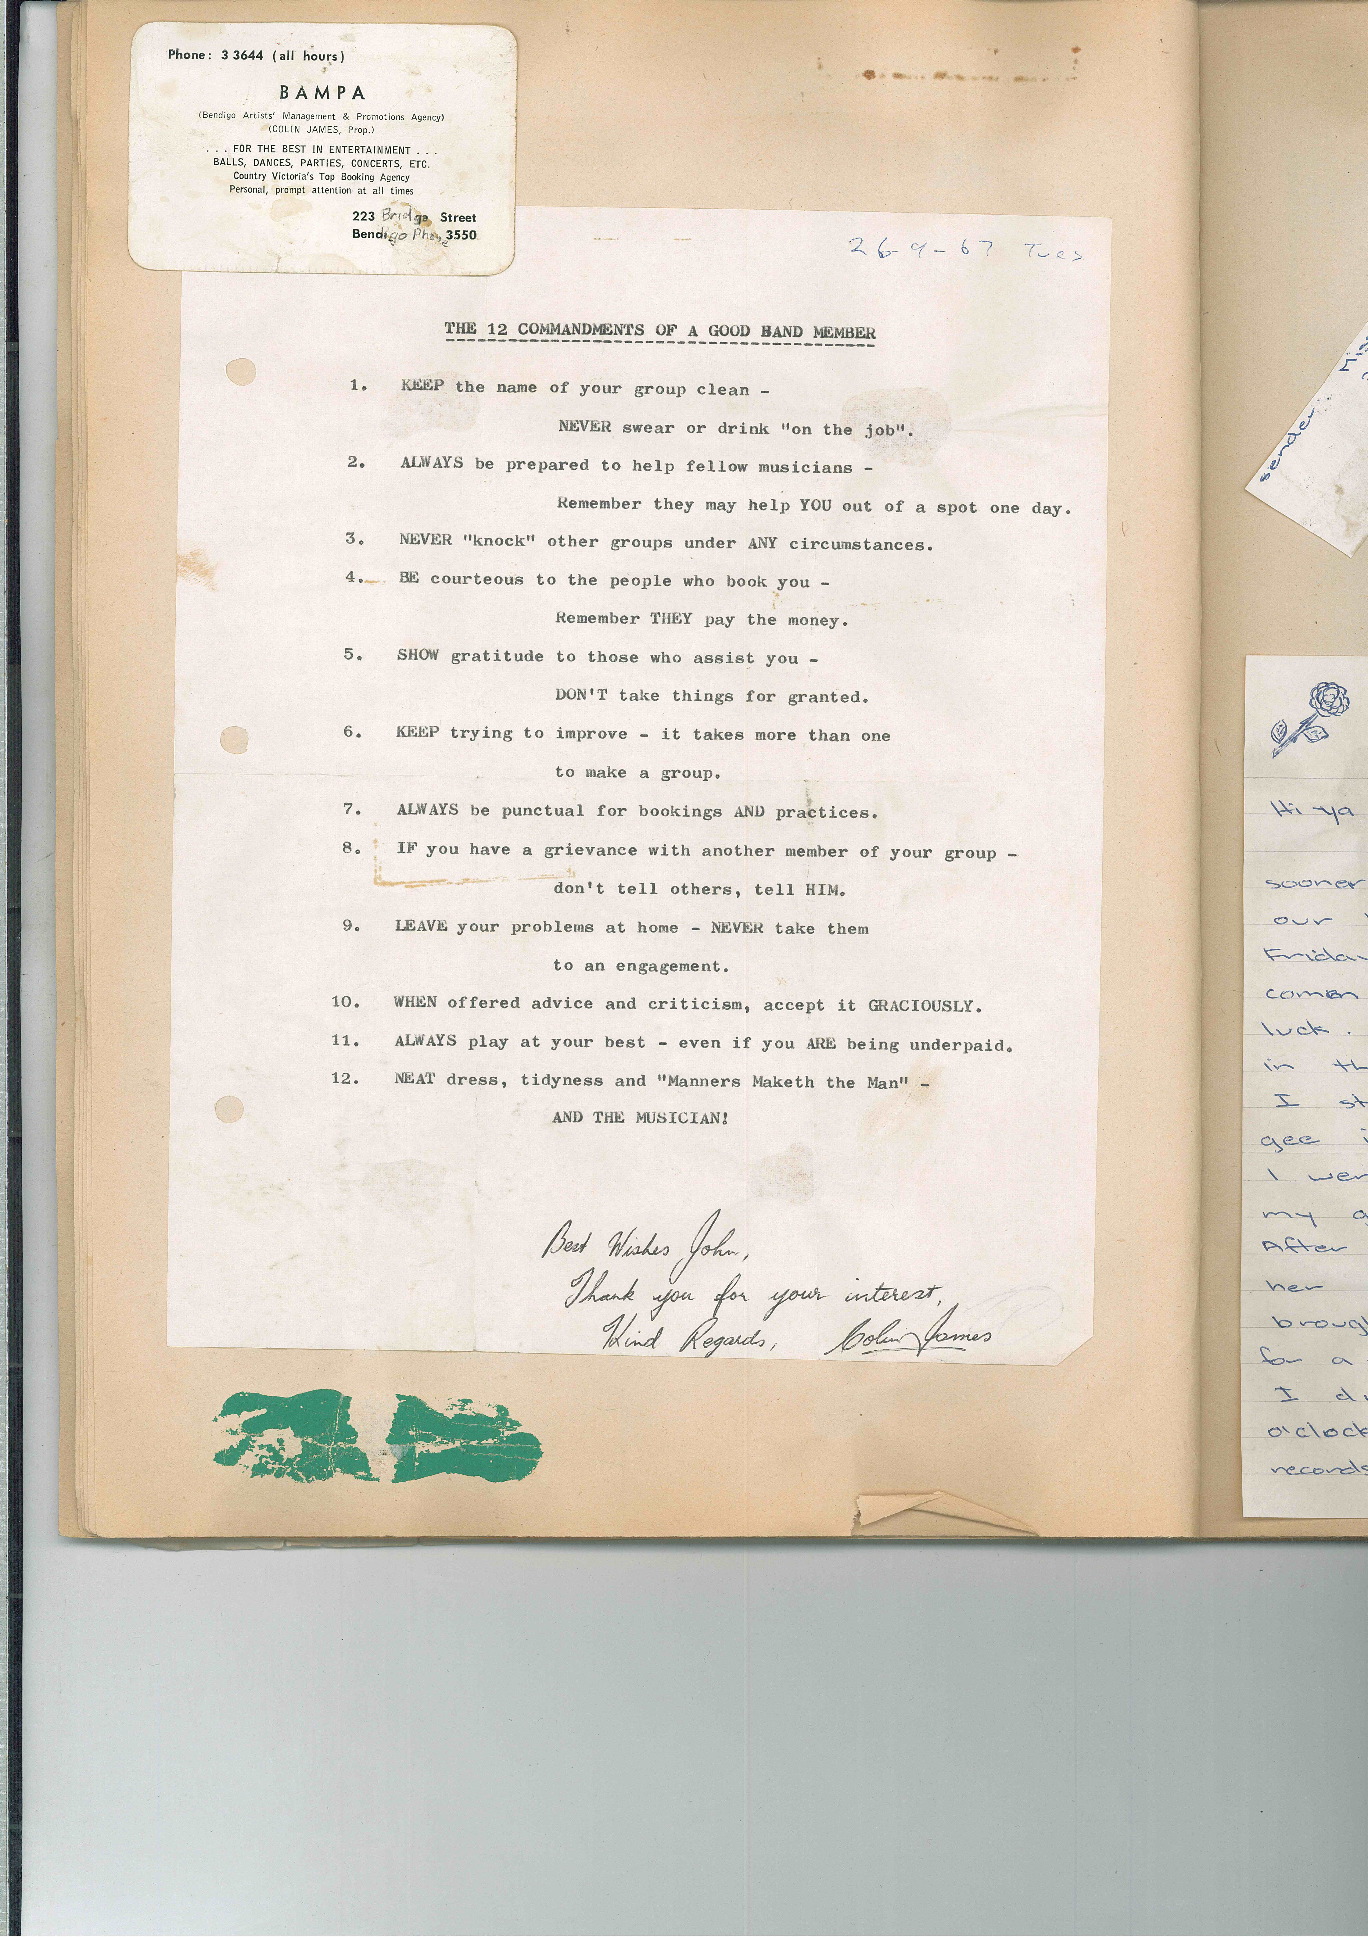 Phone: 3 3644 (all hours)
BAMPA
(Bendigo Artists' Management & Promotions Agency)
(COLIN JAMES, Prop.)
. . . FOR THE BEST IN ENTERTAINMENT . . .
BALLS, DANCES, PARTIES, CONCERTS, ETC.
Country Victoria's Top Booking Agency
Personal, prompt attention at all times
223 Bridge Street
Bendigo Phone 3550
26-9-67 Tues
THE 12 COMMANDMENTS OF A GOOD BAND MEMBER
1. KEEP the name of your group clean -
NEVER swear or drink "on the job".
2. ALWAYS be prepared to help fellow musicians -
Remember they may help YOU out of a spot one day.
3. NEVER "knock" other groups under ANY circumstances.
4. BE courteous to the people who book you -
Remember THEY pay the money.
5. SHOW gratitude to those who assist you -
DON'T take things for granted.
6. KEEP trying to improve - it takes more than one
to make a group.
7. ALWAYS be punctual for bookings AND practices.
8. IF you have a grievance with another member of your group -
don't tell others, tell HIM.
9. LEAVE your problems at home - NEVER take them
to an engagement.
10. WHEN offered advice and criticism, accept it GRACIOUSLY.
11. ALWAYS play at your best - even if you ARE being underpaid.
12. NEAT dress, tidyness and "Manners Maketh the Man" -
AND THE MUSICIAN!
Best Wishes John,
Thank you for your interest,
Kind Regards, Colin James
sender
Hi ya
sooner
our
Friday
comen
luck.
in
I
gee
I
my
After
her
for a
I
o'clock
records